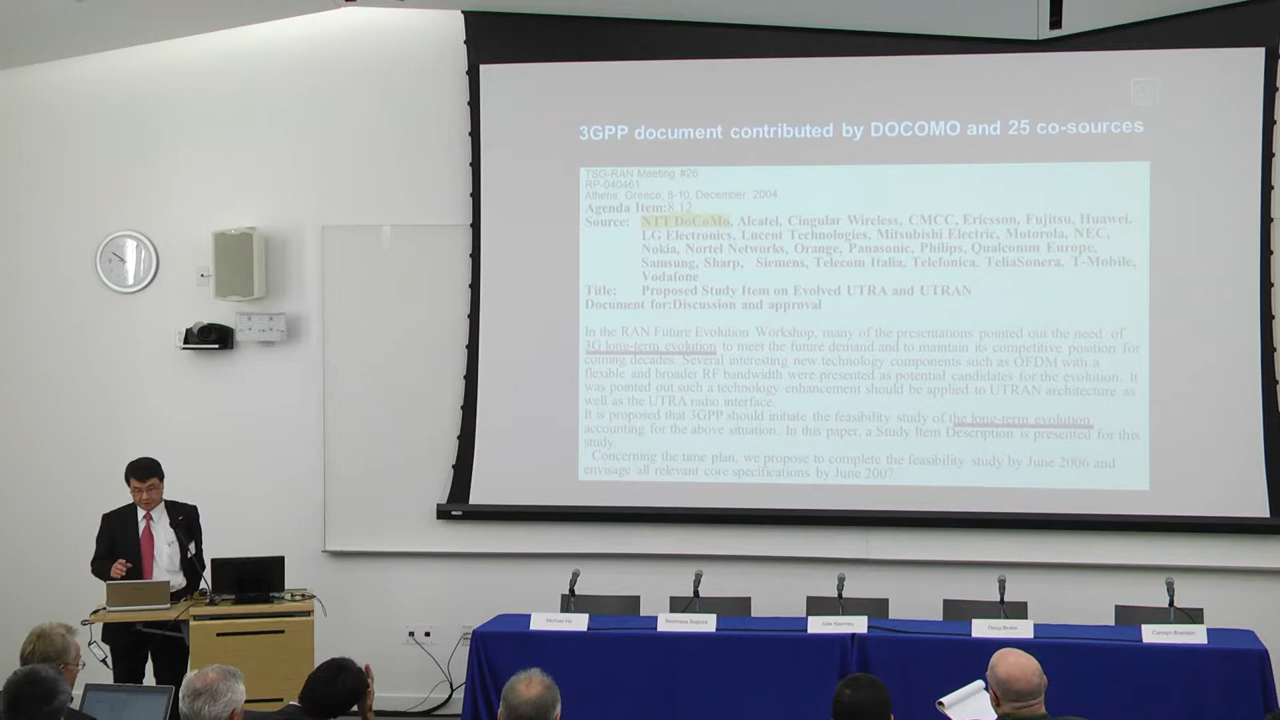 3GPP document contributed by DOCOMO and 25 co-sources
TSG-RAN Meeting #26
RP-040461
Athens, Greece, 8-10, December, 2004
Agenda Item:8.12
Source: NTT DoCoMo, Alcatel, Cingular Wireless, CMCC, Ericsson, Fujitsu, Huawei,
LG Electronics, Lucent Technologies, Mitsubishi Electric, Motorola, NEC,
Nokia, Nortel Networks, Orange, Panasonic, Philips, Qualcomm Europe,
Samsung, Sharp, Siemens, Telecom Italia, Telefonica, TeliaSonera, T-Mobile,
Vodafone
Title: Proposed Study Item on Evolved UTRA and UTRAN
Document for:Discussion and approval
In the RAN Future Evolution Workshop, many of the presentations pointed out the need of
3G long-term evolution to meet the future demand and to maintain its competitive position for
coming decades. Several interesting new technology components such as OFDM with a
flexible and broader RF bandwidth were presented as potential candidates for the evolution. It
was pointed out such a technology enhancement should be applied to UTRAN architecture as
well as the UTRA radio interface.
It is proposed that 3GPP should initiate the feasibility study of the long-term evolution
accounting for the above situation. In this paper, a Study Item Description is presented for this
study.
Concerning the time plan, we propose to complete the feasibility study by June 2006 and
envisage all relevant core specifications by June 2007.
Michael Ha
Julie Kearney
Doug Brake